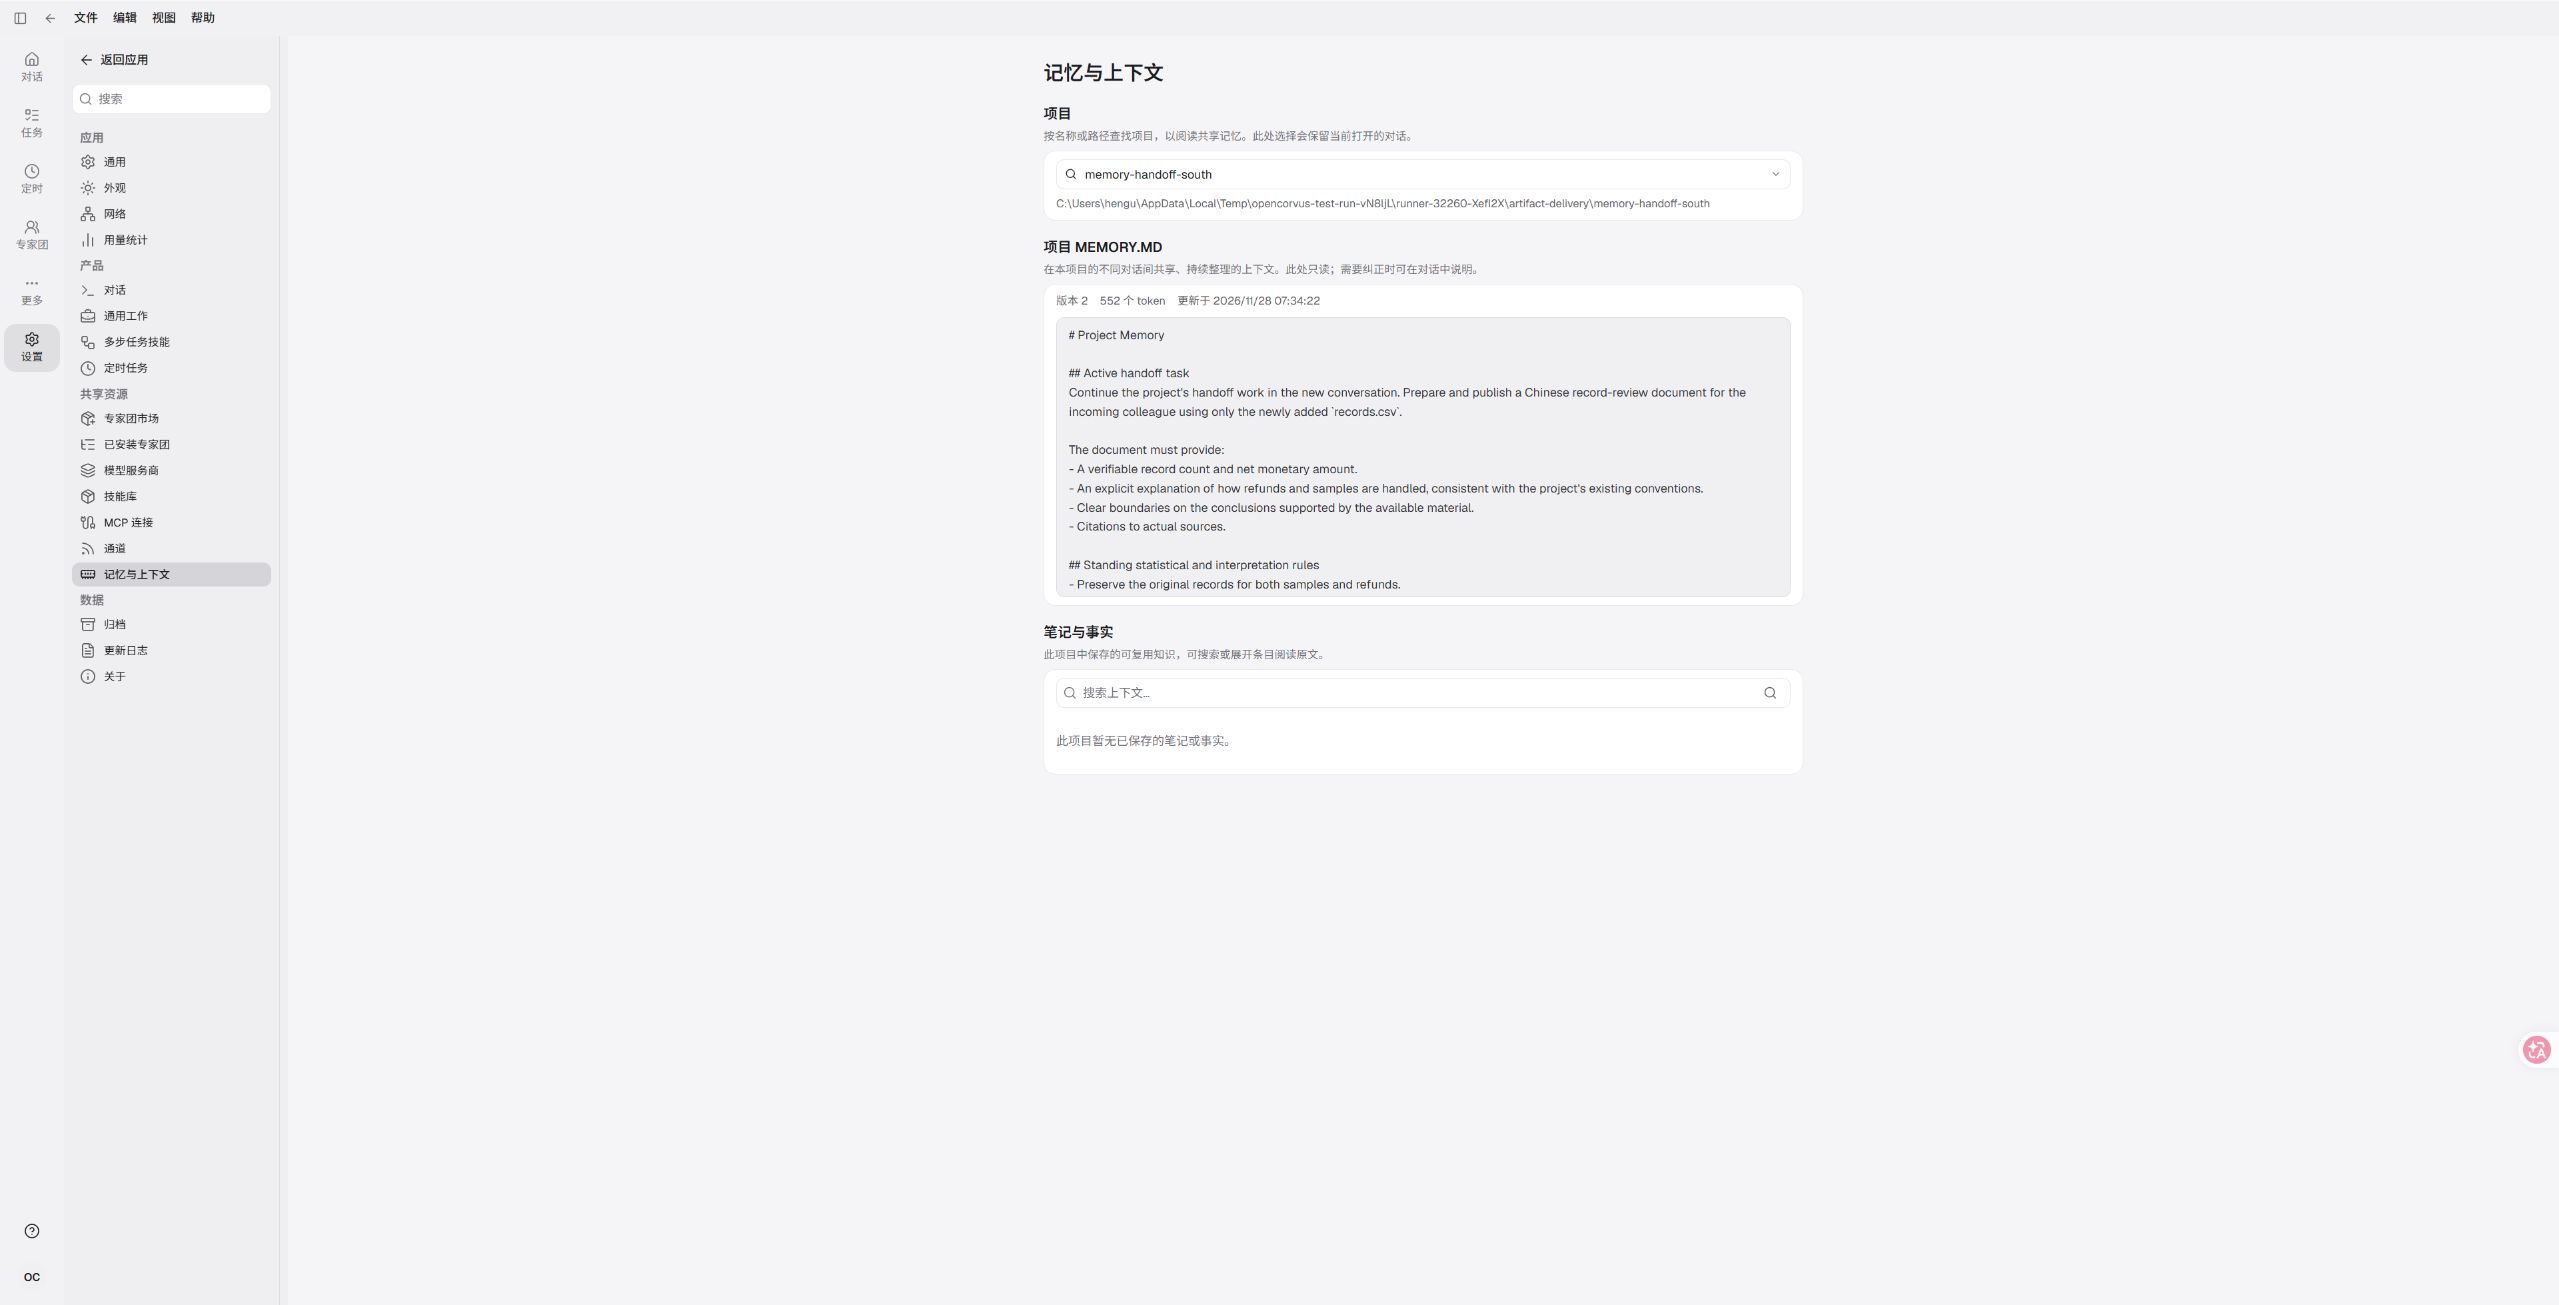 文件 编辑 视图 帮助
对话
任务
定时
专家团
更多
设置
OC
返回应用
搜索
应用
通用
外观
网络
用量统计
产品
对话
通用工作
多步任务技能
定时任务
共享资源
专家团市场
已安装专家团
模型服务商
技能库
MCP 连接
通道
记忆与上下文
数据
归档
更新日志
关于
记忆与上下文
项目
按名称或路径查找项目，以阅读共享记忆。此处选择会保留当前打开的对话。
memory-handoff-south
C:\Users\hengu\AppData\Local\Temp\opencorvus-test-run-vN8IjL\runner-32260-XefI2X\artifact-delivery\memory-handoff-south
项目 MEMORY.MD
在本项目的不同对话间共享、持续整理的上下文。此处只读；需要纠正时可在对话中说明。
版本 2 552 个 token 更新于 2026/11/28 07:34:22
# Project Memory
## Active handoff task
Continue the project's handoff work in the new conversation. Prepare and publish a Chinese record-review document for the
incoming colleague using only the newly added `records.csv`.
The document must provide:
- A verifiable record count and net monetary amount.
- An explicit explanation of how refunds and samples are handled, consistent with the project's existing conventions.
- Clear boundaries on the conclusions supported by the available material.
- Citations to actual sources.
## Standing statistical and interpretation rules
- Preserve the original records for both samples and refunds.
笔记与事实
此项目中保存的可复用知识，可搜索或展开条目阅读原文。
搜索上下文...
此项目暂无已保存的笔记或事实。